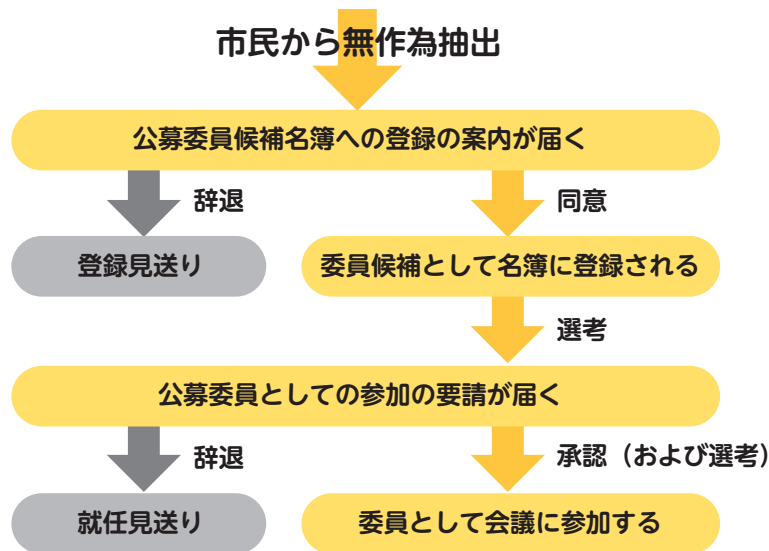 市民から無作為抽出
公募委員候補名簿への登録の案内が届く
辞退
同意
登録見送り
委員候補として名簿に登録される
選考
公募委員としての参加の要請が届く
辞退
承認（および選考）
就任見送り
委員として会議に参加する